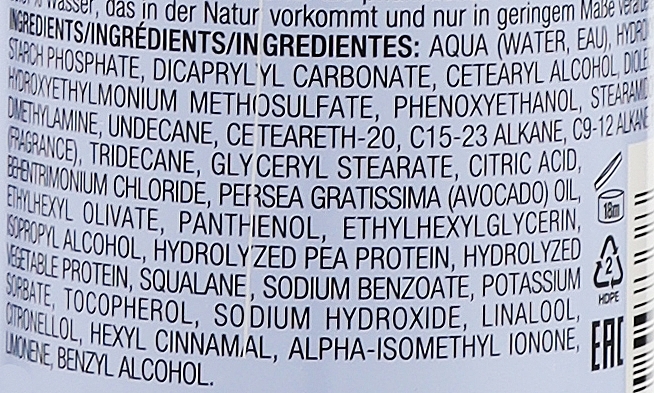 Wasser, das in der Natur vorkommt und nur in geringem Maße
INGREDIENTS/INGRÉDIENTS/INGREDIENTES: AQUA (WATER, EAU),
STARCH PHOSPHATE, DICAPRYLYL CARBONATE, CETEARYL ALCOHOL,
HYDROXYETHYLMONIUM METHOSULFATE, PHENOXYETHANOL,
DIMETHYLAMINE, UNDECANE, CETEARETH-20, C15-23 ALKANE, C9-12 ALKANE
(FRAGRANCE), TRIDECANE, GLYCERYL STEARATE, CITRIC ACID,
BEHENTRIMONIUM CHLORIDE, PERSEA GRATISSIMA (AVOCADO) OIL,
ETHYLHEXYL OLIVATE, PANTHENOL, ETHYLHEXYLGLYCERIN,
ISOPROPYL ALCOHOL, HYDROLYZED PEA PROTEIN, HYDROLYZED
VEGETABLE PROTEIN, SQUALANE, SODIUM BENZOATE, POTASSIUM
SORBATE, TOCOPHEROL, SODIUM HYDROXIDE, LINALOOL,
CITRONELLOL, HEXYL CINNAMAL, ALPHA-ISOMETHYL IONONE,
LIMONENE, BENZYL ALCOHOL.
18m
2
HDPE
EAC